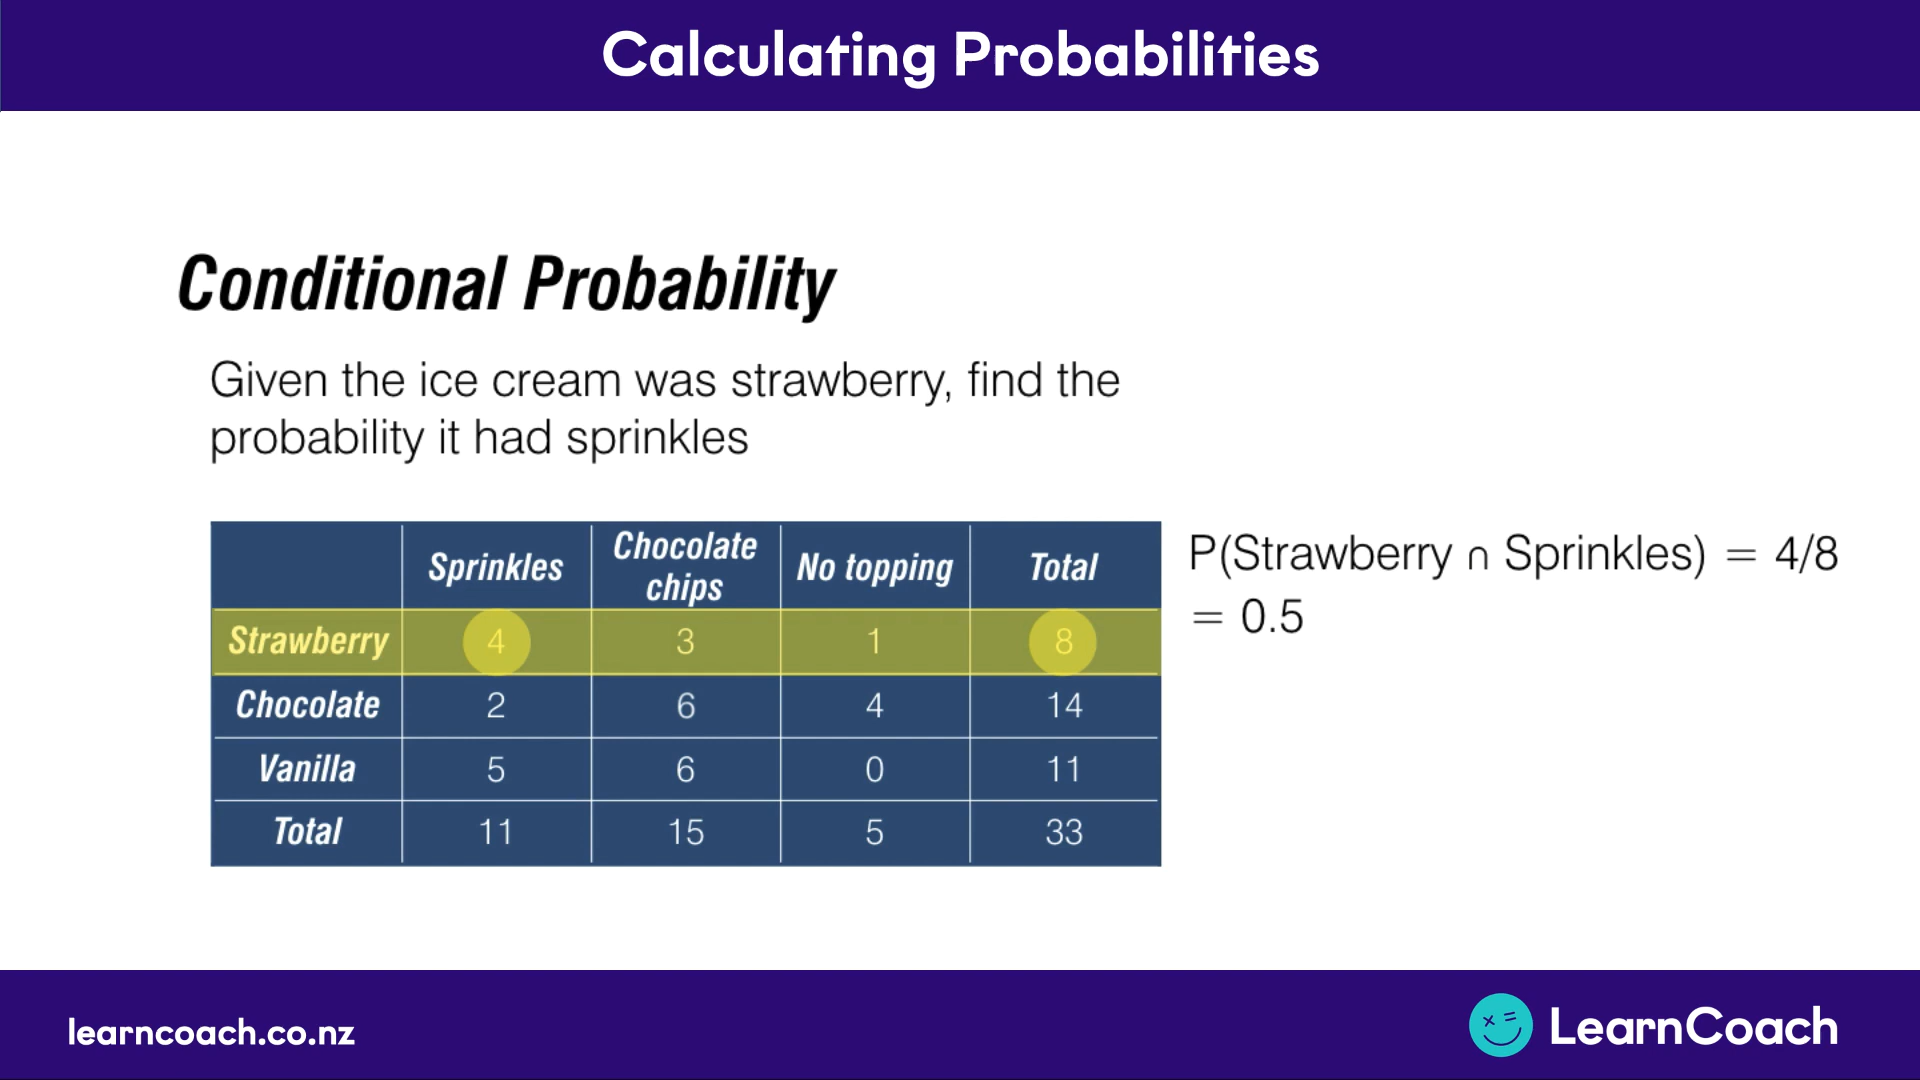 Calculating Probabilities
Conditional Probability
Given the ice cream was strawberry, find the
probability it had sprinkles
Sprinkles Chocolate chips No topping Total
Strawberry 4 3 1 8
Chocolate 2 6 4 14
Vanilla 5 6 0 11
Total 11 15 5 33
P(Strawberry ∩ Sprinkles) = 4/8
= 0.5
learncoach.co.nz
LearnCoach